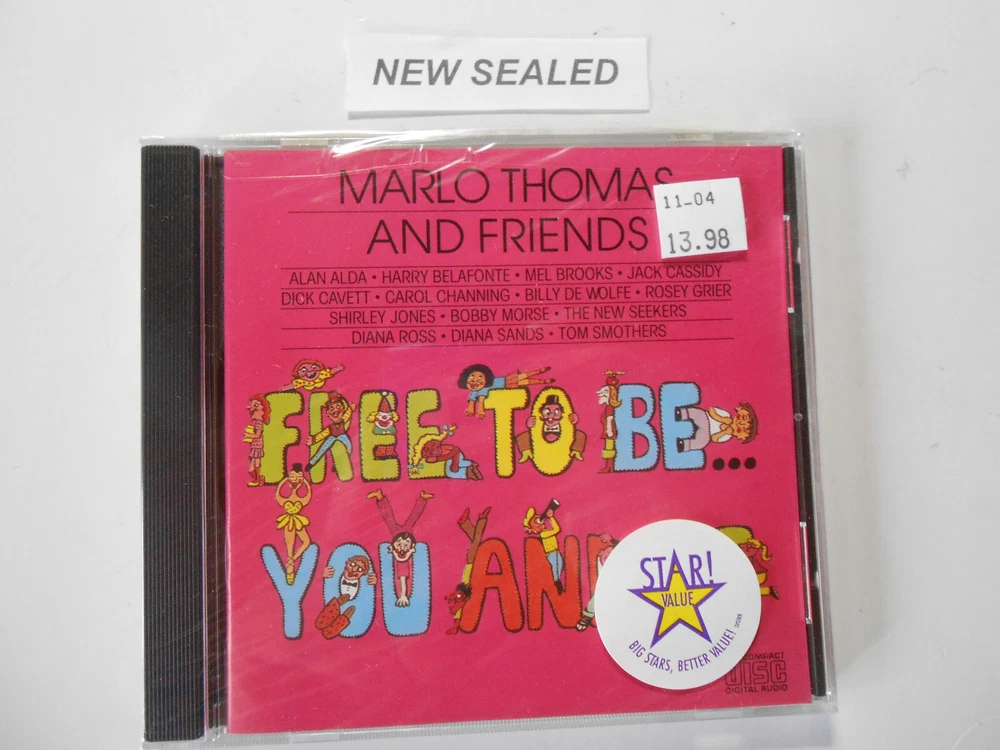 NEW SEALED
MARLO THOMAS
AND FRIENDS
11-04
13.98
ALAN ALDA • HARRY BELAFONTE • MEL BROOKS • JACK CASSIDY
DICK CAVETT • CAROL CHANNING • BILLY DE WOLFE • ROSEY GRIER
SHIRLEY JONES • BOBBY MORSE • THE NEW SEEKERS
DIANA ROSS • DIANA SANDS • TOM SMOTHERS
FREE TO BE...
YOU AND
STAR!
VALUE
BIG STARS, BETTER VALUE!
COMPACT
DISC
DIGITAL AUDIO